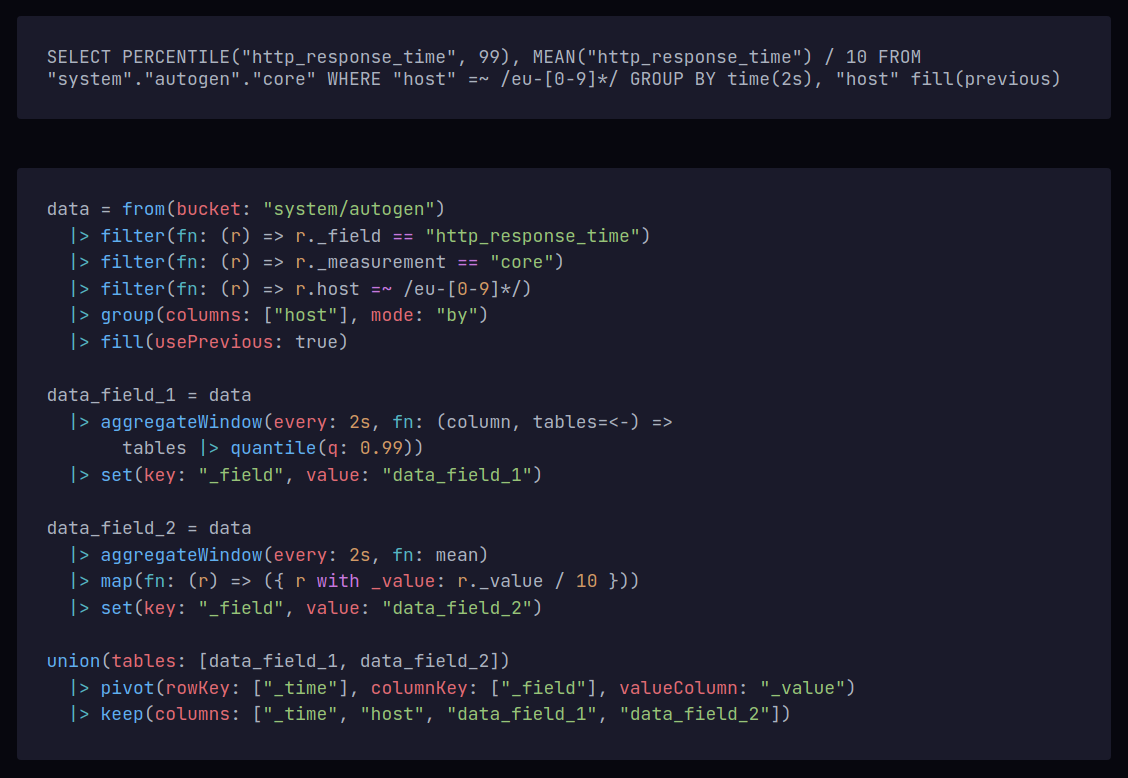 SELECT PERCENTILE("http_response_time", 99), MEAN("http_response_time") / 10 FROM
"system"."autogen"."core" WHERE "host" =~ /eu-[0-9]*/ GROUP BY time(2s), "host" fill(previous)
data = from(bucket: "system/autogen")
  |> filter(fn: (r) => r._field == "http_response_time")
  |> filter(fn: (r) => r._measurement == "core")
  |> filter(fn: (r) => r.host =~ /eu-[0-9]*/)
  |> group(columns: ["host"], mode: "by")
  |> fill(usePrevious: true)
data_field_1 = data
  |> aggregateWindow(every: 2s, fn: (column, tables=<-) =>
       tables |> quantile(q: 0.99))
  |> set(key: "_field", value: "data_field_1")
data_field_2 = data
  |> aggregateWindow(every: 2s, fn: mean)
  |> map(fn: (r) => ({ r with _value: r._value / 10 }))
  |> set(key: "_field", value: "data_field_2")
union(tables: [data_field_1, data_field_2])
  |> pivot(rowKey: ["_time"], columnKey: ["_field"], valueColumn: "_value")
  |> keep(columns: ["_time", "host", "data_field_1", "data_field_2"])